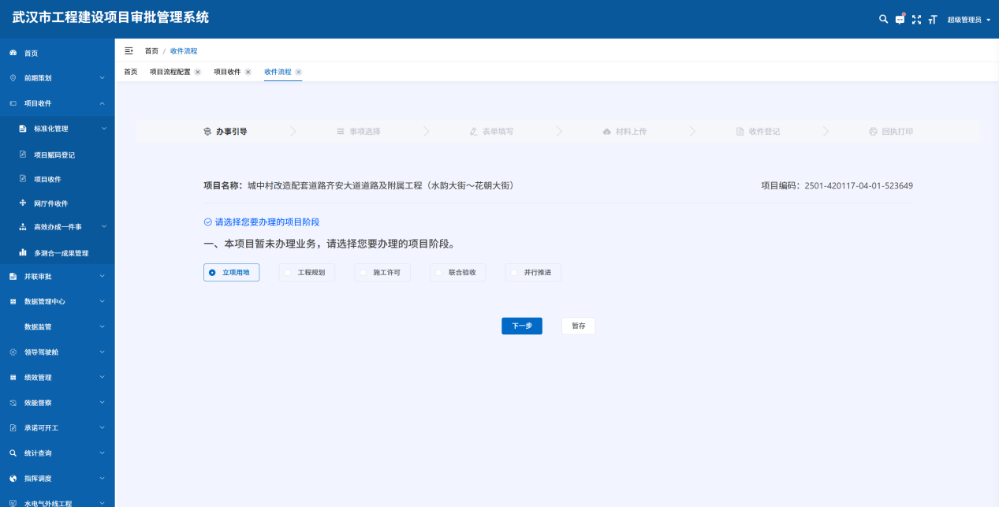 武汉市工程建设项目审批管理系统
超级管理员
首页
前期策划
项目收件
标准化管理
项目赋码登记
项目收件
网厅件收件
高效办成一件事
多测合一成果管理
并联审批
数据管理中心
数据监管
领导驾驶舱
绩效管理
效能督察
承诺可开工
统计查询
指挥调度
水电气外线工程
首页 / 收件流程
首页 项目流程配置 项目收件 收件流程
办事引导 事项选择 表单填写 材料上传 收件登记 回执打印
项目名称：城中村改造配套道路齐安大道道路及附属工程（水韵大街～花朝大街） 项目编码：2501-420117-04-01-523649
请选择您要办理的项目阶段
一、本项目暂未办理业务，请选择您要办理的项目阶段。
立项用地 工程规划 施工许可 联合验收 并行推进
下一步 暂存